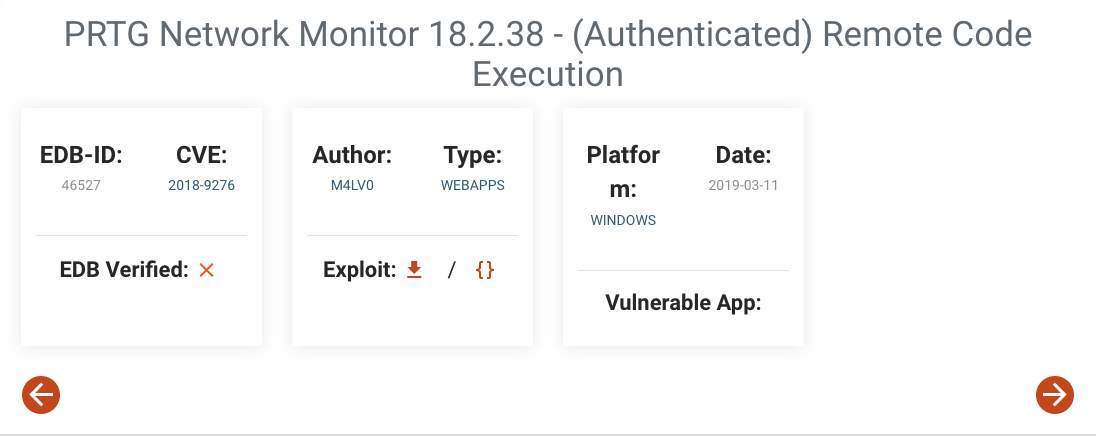 PRTG Network Monitor 18.2.38 - (Authenticated) Remote Code
Execution
EDB-ID:
46527
CVE:
2018-9276
EDB Verified:
Author:
M4LV0
Type:
WEBAPPS
Exploit: / {}
Platfor
m:
WINDOWS
Date:
2019-03-11
Vulnerable App: